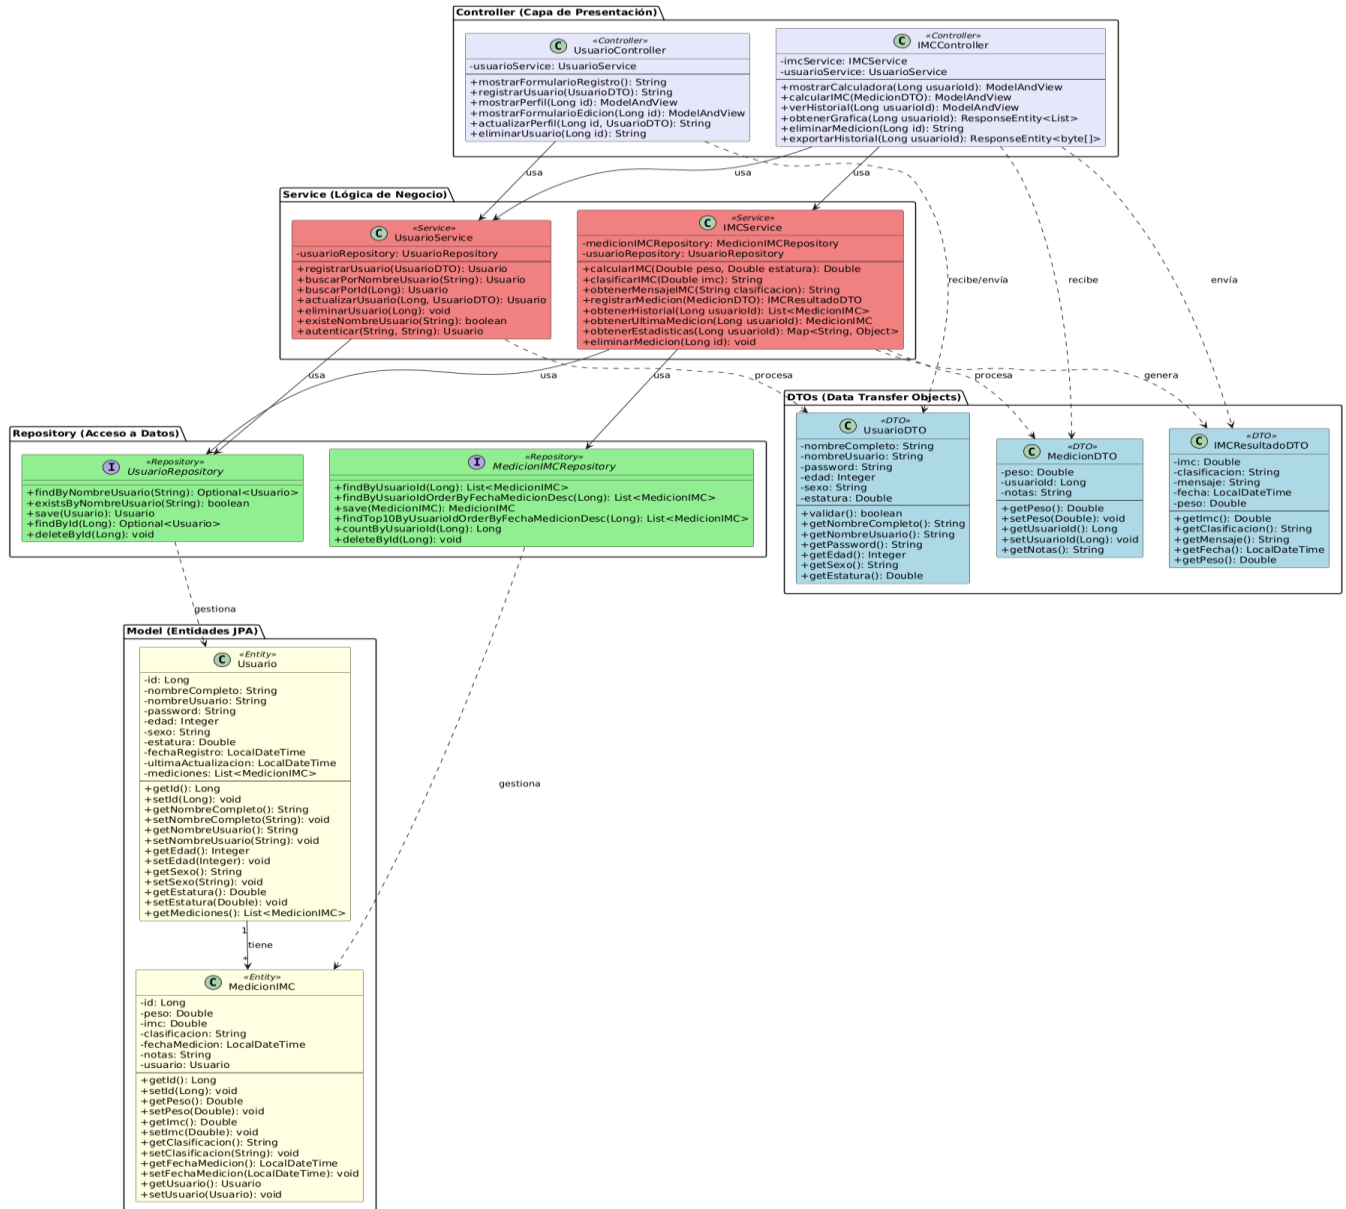 Controller (Capa de Presentación)
«Controller»
C UsuarioController
-usuarioService: UsuarioService
+mostrarFormularioRegistro(): String
+registrarUsuario(UsuarioDTO): String
+mostrarPerfil(Long id): ModelAndView
+mostrarFormularioEdicion(Long id): ModelAndView
+actualizarPerfil(Long id, UsuarioDTO): String
+eliminarUsuario(Long id): String
«Controller»
C IMCController
-imcService: IMCService
-usuarioService: UsuarioService
+mostrarCalculadora(Long usuarioId): ModelAndView
+calcularIMC(MedicionDTO): ModelAndView
+verHistorial(Long usuarioId): ModelAndView
+obtenerGrafica(Long usuarioId): ResponseEntity<List>
+eliminarMedicion(Long id): String
+exportarHistorial(Long usuarioId): ResponseEntity<byte[]>
usa
usa
usa
Service (Lógica de Negocio)
«Service»
C UsuarioService
-usuarioRepository: UsuarioRepository
+registrarUsuario(UsuarioDTO): Usuario
+buscarPorNombreUsuario(String): Usuario
+buscarPorId(Long): Usuario
+actualizarUsuario(Long, UsuarioDTO): Usuario
+eliminarUsuario(Long): void
+existeNombreUsuario(String): boolean
+autenticar(String, String): Usuario
«Service»
C IMCService
-medicionIMCRepository: MedicionIMCRepository
-usuarioRepository: UsuarioRepository
+calcularIMC(Double peso, Double estatura): Double
+clasificarIMC(Double imc): String
+obtenerMensajeIMC(String clasificacion): String
+registrarMedicion(MedicionDTO): IMCResultadoDTO
+obtenerHistorial(Long usuarioId): List<MedicionIMC>
+obtenerUltimaMedicion(Long usuarioId): MedicionIMC
+obtenerEstadisticas(Long usuarioId): Map<String, Object>
+eliminarMedicion(Long id): void
recibe/envía
recibe
envía
usa
usa
usa
procesa
procesa
genera
DTOs (Data Transfer Objects)
«DTO»
C UsuarioDTO
-nombreCompleto: String
-nombreUsuario: String
-password: String
-edad: Integer
-sexo: String
-estatura: Double
+validar(): boolean
+getNombreCompleto(): String
+getNombreUsuario(): String
+getPassword(): String
+getEdad(): Integer
+getSexo(): String
+getEstatura(): Double
«DTO»
C MedicionDTO
-peso: Double
-usuarioId: Long
-notas: String
+getPeso(): Double
+setPeso(Double): void
+getUsuarioId(): Long
+setUsuarioId(Long): void
+getNotas(): String
«DTO»
C IMCResultadoDTO
-imc: Double
-clasificacion: String
-mensaje: String
-fecha: LocalDateTime
-peso: Double
+getImc(): Double
+getClasificacion(): String
+getMensaje(): String
+getFecha(): LocalDateTime
+getPeso(): Double
Repository (Acceso a Datos)
«Repository»
I UsuarioRepository
+findByNombreUsuario(String): Optional<Usuario>
+existsByNombreUsuario(String): boolean
+save(Usuario): Usuario
+findById(Long): Optional<Usuario>
+deleteById(Long): void
«Repository»
I MedicionIMCRepository
+findByUsuarioId(Long): List<MedicionIMC>
+findByUsuarioIdOrderByFechaMedicionDesc(Long): List<MedicionIMC>
+save(MedicionIMC): MedicionIMC
+findTop10ByUsuarioIdOrderByFechaMedicionDesc(Long): List<MedicionIMC>
+countByUsuarioId(Long): Long
+deleteById(Long): void
gestiona
gestiona
Model (Entidades JPA)
«Entity»
C Usuario
-id: Long
-nombreCompleto: String
-nombreUsuario: String
-password: String
-edad: Integer
-sexo: String
-estatura: Double
-fechaRegistro: LocalDateTime
-ultimaActualizacion: LocalDateTime
-mediciones: List<MedicionIMC>
+getId(): Long
+setId(Long): void
+getNombreCompleto(): String
+setNombreCompleto(String): void
+getNombreUsuario(): String
+setNombreUsuario(String): void
+getEdad(): Integer
+setEdad(Integer): void
+getSexo(): String
+setSexo(String): void
+getEstatura(): Double
+setEstatura(Double): void
+getMediciones(): List<MedicionIMC>
1
tiene
*
«Entity»
C MedicionIMC
-id: Long
-peso: Double
-imc: Double
-clasificacion: String
-fechaMedicion: LocalDateTime
-notas: String
-usuario: Usuario
+getId(): Long
+setId(Long): void
+getPeso(): Double
+setPeso(Double): void
+getImc(): Double
+setImc(Double): void
+getClasificacion(): String
+setClasificacion(String): void
+getFechaMedicion(): LocalDateTime
+setFechaMedicion(LocalDateTime): void
+getUsuario(): Usuario
+setUsuario(Usuario): void